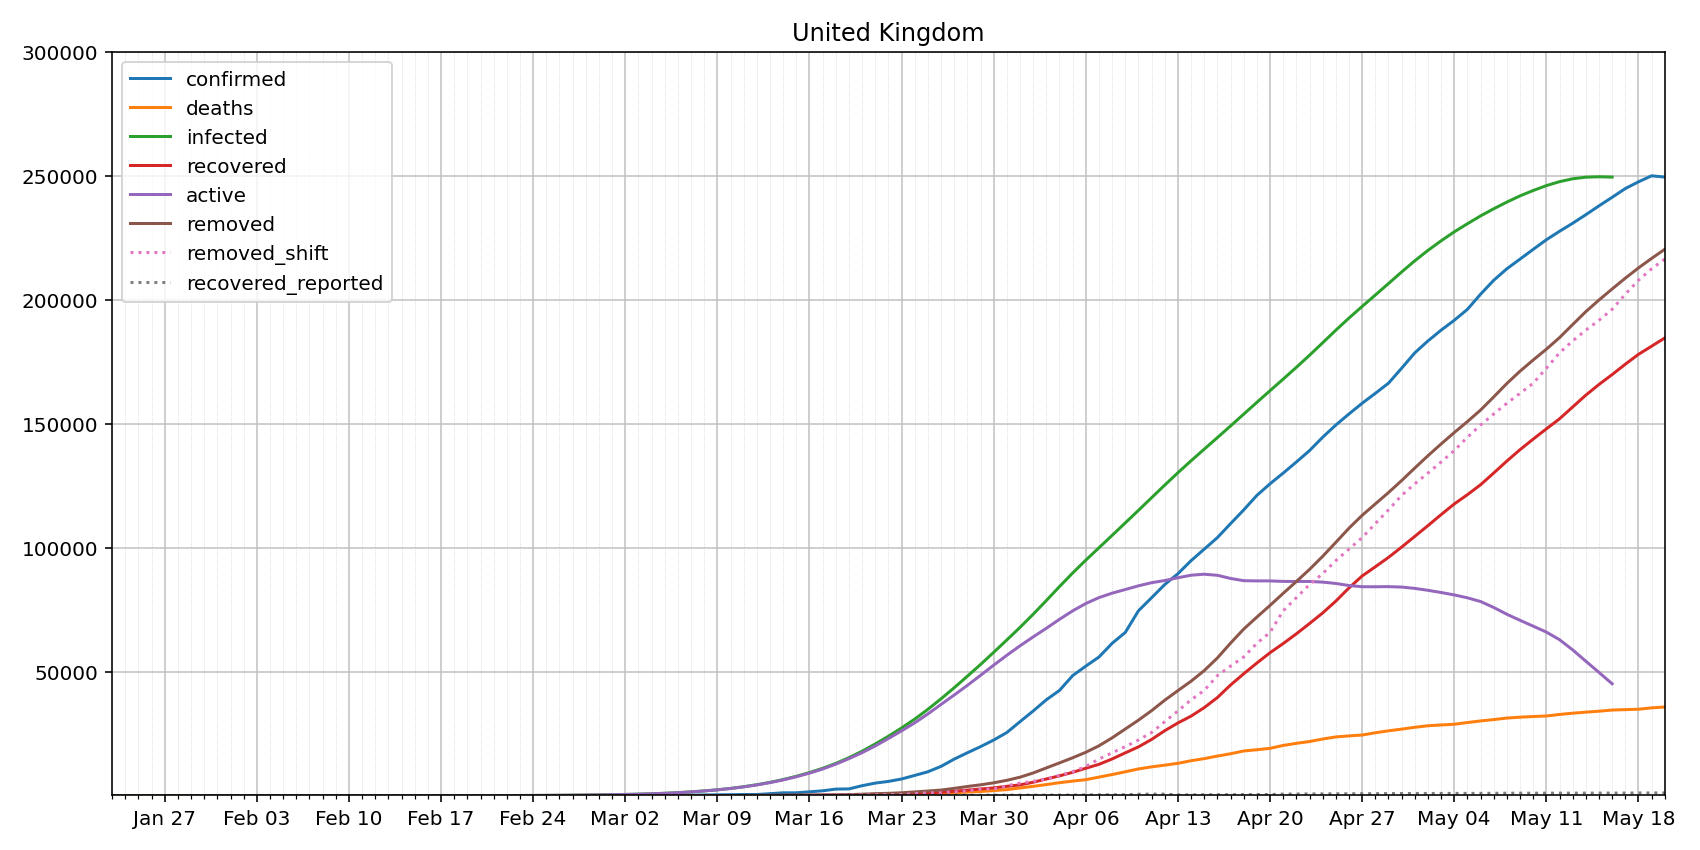 United Kingdom
300000
250000
200000
150000
100000
50000
confirmed
deaths
infected
recovered
active
removed
removed_shift
recovered_reported
Jan 27 Feb 03 Feb 10 Feb 17 Feb 24 Mar 02 Mar 09 Mar 16 Mar 23 Mar 30 Apr 06 Apr 13 Apr 20 Apr 27 May 04 May 11 May 18